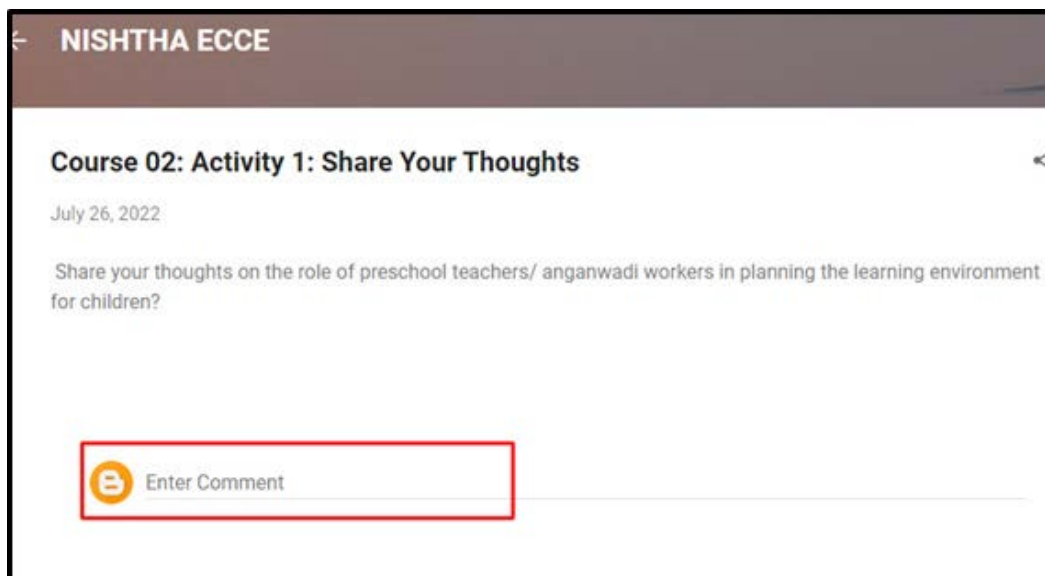 NISHTHA ECCE
Course 02: Activity 1: Share Your Thoughts
July 26, 2022
Share your thoughts on the role of preschool teachers/ anganwadi workers in planning the learning environment
for children?
Enter Comment